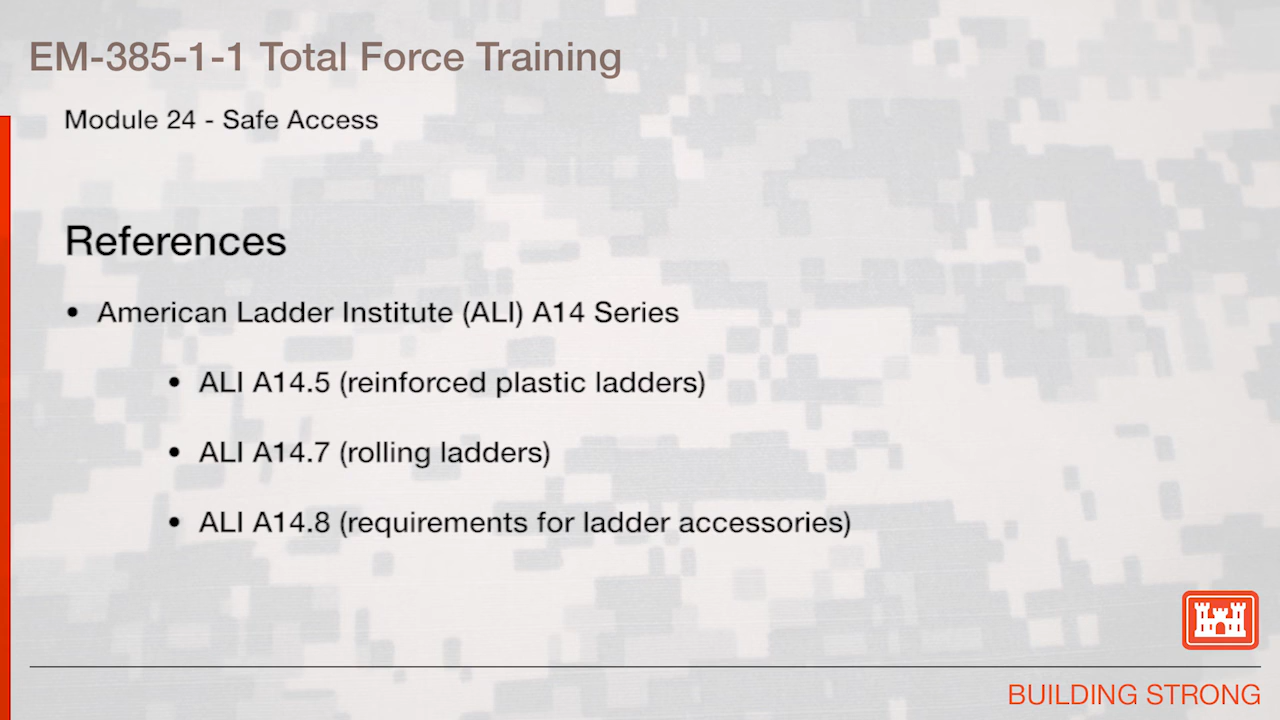 EM-385-1-1 Total Force Training
Module 24 - Safe Access
References
• American Ladder Institute (ALI) A14 Series
• ALI A14.5 (reinforced plastic ladders)
• ALI A14.7 (rolling ladders)
• ALI A14.8 (requirements for ladder accessories)
BUILDING STRONG